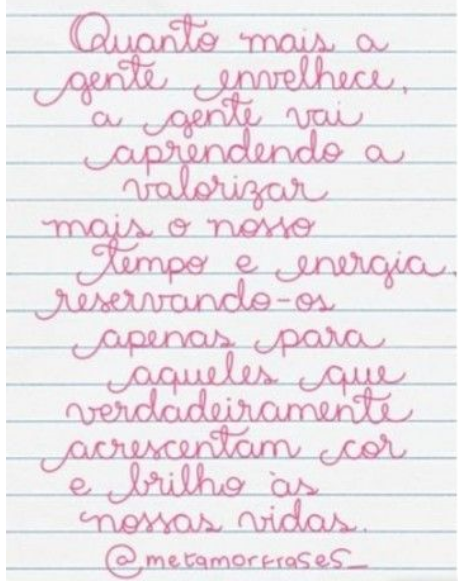 Quanto mais a
gente envelhece,
a gente vai
aprendendo a
valorizar
mais o nosso
tempo e energia,
reservando-os
apenas para
aqueles que
verdadeiramente
acrescentam cor
e brilho às
nossas vidas.
@metamorfrases_